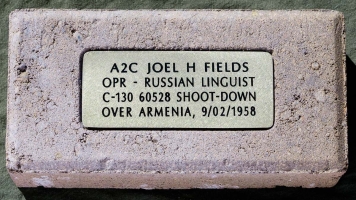 A2C JOEL H FIELDS
OPR - RUSSIAN LINGUIST
C-130 60528 SHOOT-DOWN
OVER ARMENIA, 9/02/1958